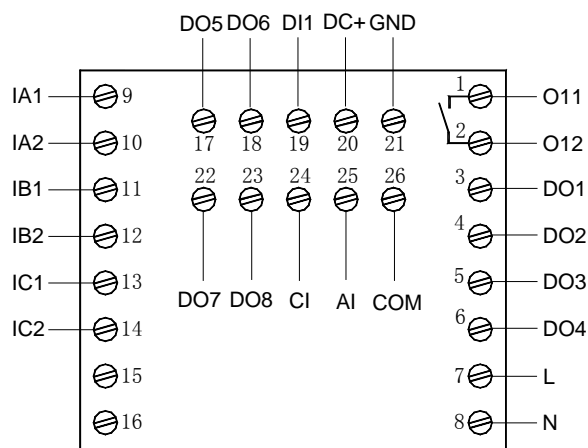 DO5 DO6 DI1 DC+ GND
IA1 9 1 O11
17 18 19 20 21
IA2 10 2 O12
22 23 24 25 26
IB1 11 3 DO1
IB2 12 4 DO2
IC1 13 5 DO3
DO7 DO8 CI AI COM
IC2 14 6 DO4
15 7 L
16 8 N